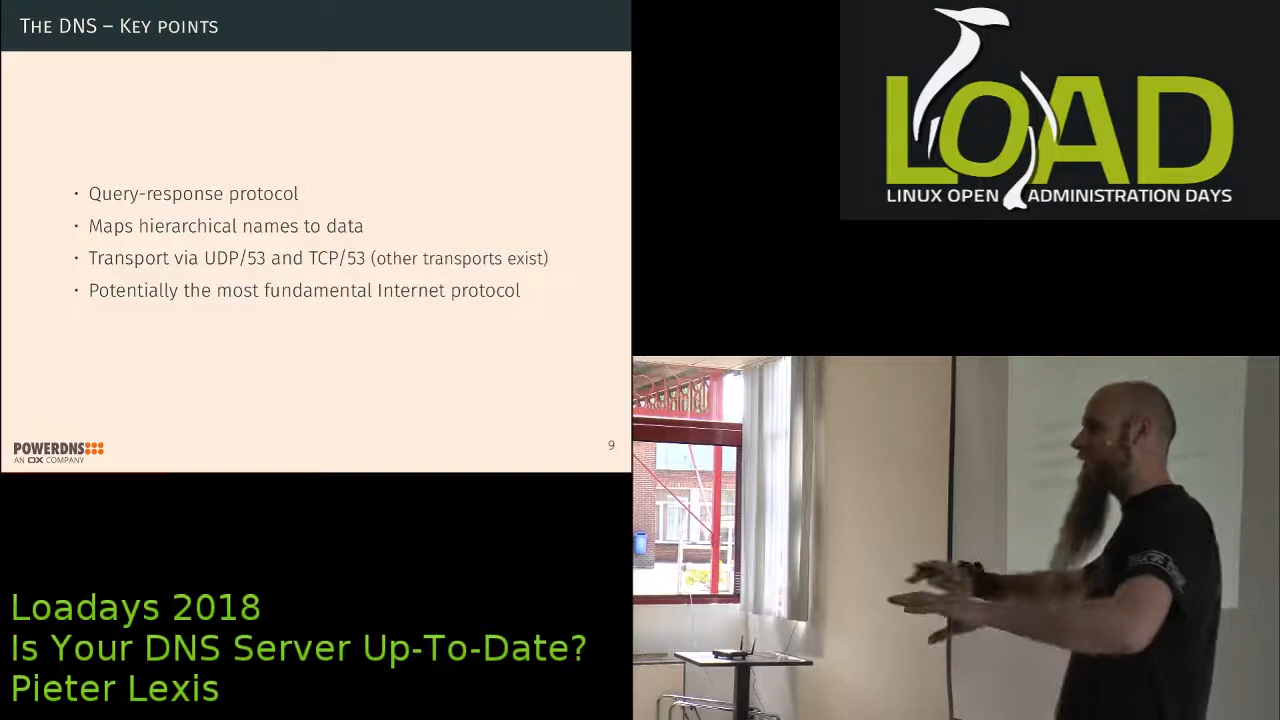 THE DNS – KEY POINTS
• Query-response protocol
• Maps hierarchical names to data
• Transport via UDP/53 and TCP/53 (other transports exist)
• Potentially the most fundamental Internet protocol
POWERDNS
AN OX COMPANY
9
LOAD
LINUX OPEN ADMINISTRATION DAYS
Loadays 2018
Is Your DNS Server Up-To-Date?
Pieter Lexis